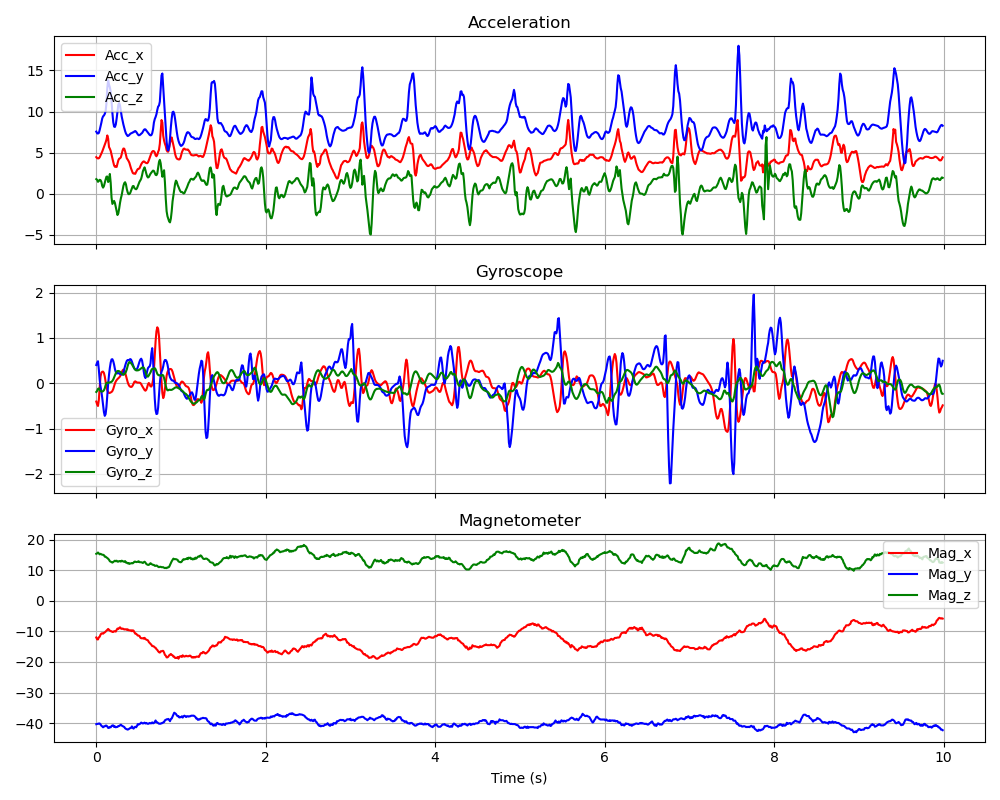 Acceleration
Acc_x
Acc_y
Acc_z
15
10
5
0
−5
Gyroscope
2
1
0
−1
−2
Gyro_x
Gyro_y
Gyro_z
Magnetometer
20
10
0
−10
−20
−30
−40
Mag_x
Mag_y
Mag_z
0 2 4 6 8 10
Time (s)